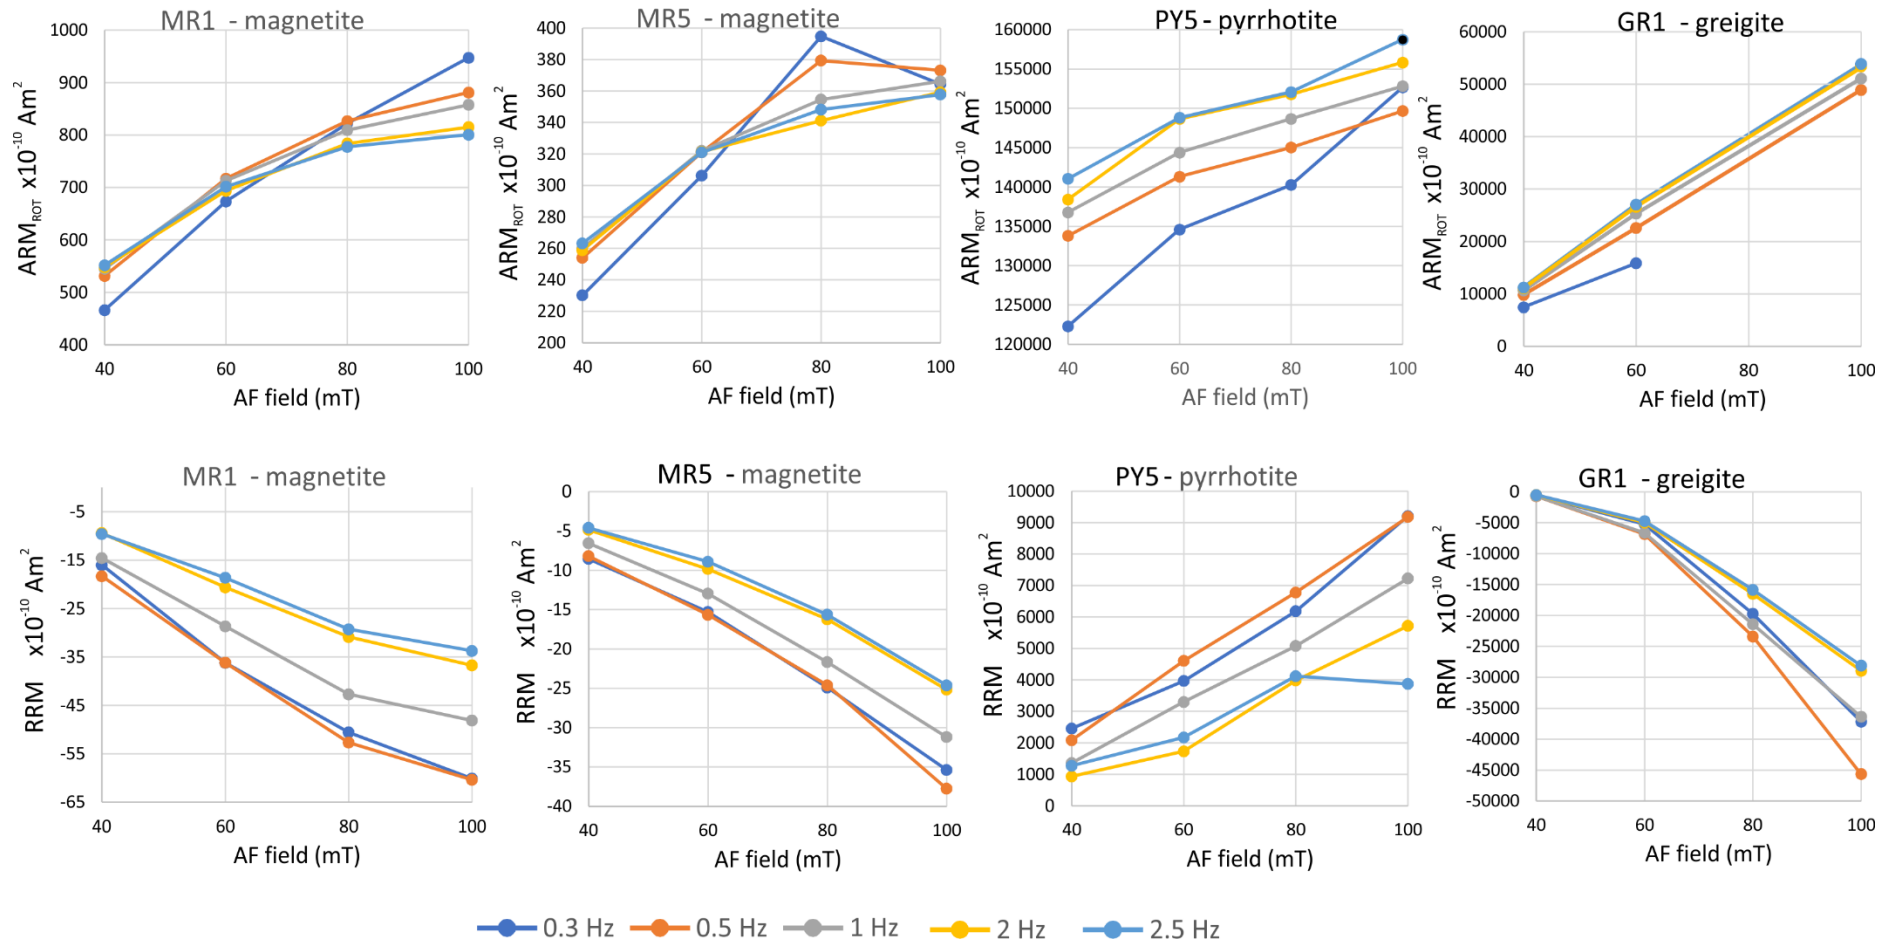 MR1 - magnetite
ARM_ROT x10^-10 Am^2
1000
900
800
700
600
500
400
40 60 80 100
AF field (mT)
MR5 - magnetite
ARM_ROT x10^-10 Am^2
400
380
360
340
320
300
280
260
240
220
200
40 60 80 100
AF field (mT)
PY5 - pyrrhotite
ARM_ROT x10^-10 Am^2
160000
155000
150000
145000
140000
135000
130000
125000
120000
40 60 80 100
AF field (mT)
GR1 - greigite
ARM_ROT x10^-10 Am^2
60000
50000
40000
30000
20000
10000
0
40 60 80 100
AF field (mT)
MR1 - magnetite
RRM x10^-10 Am^2
-5
-15
-25
-35
-45
-55
-65
40 60 80 100
AF field (mT)
MR5 - magnetite
RRM x10^-10 Am^2
0
-5
-10
-15
-20
-25
-30
-35
-40
40 60 80 100
AF field (mT)
PY5 - pyrrhotite
RRM x10^-10 Am^2
10000
9000
8000
7000
6000
5000
4000
3000
2000
1000
0
40 60 80 100
AF field (mT)
GR1 - greigite
RRM x10^-10 Am^2
0
-5000
-10000
-15000
-20000
-25000
-30000
-35000
-40000
-45000
-50000
40 60 80 100
AF field (mT)
0.3 Hz 0.5 Hz 1 Hz 2 Hz 2.5 Hz